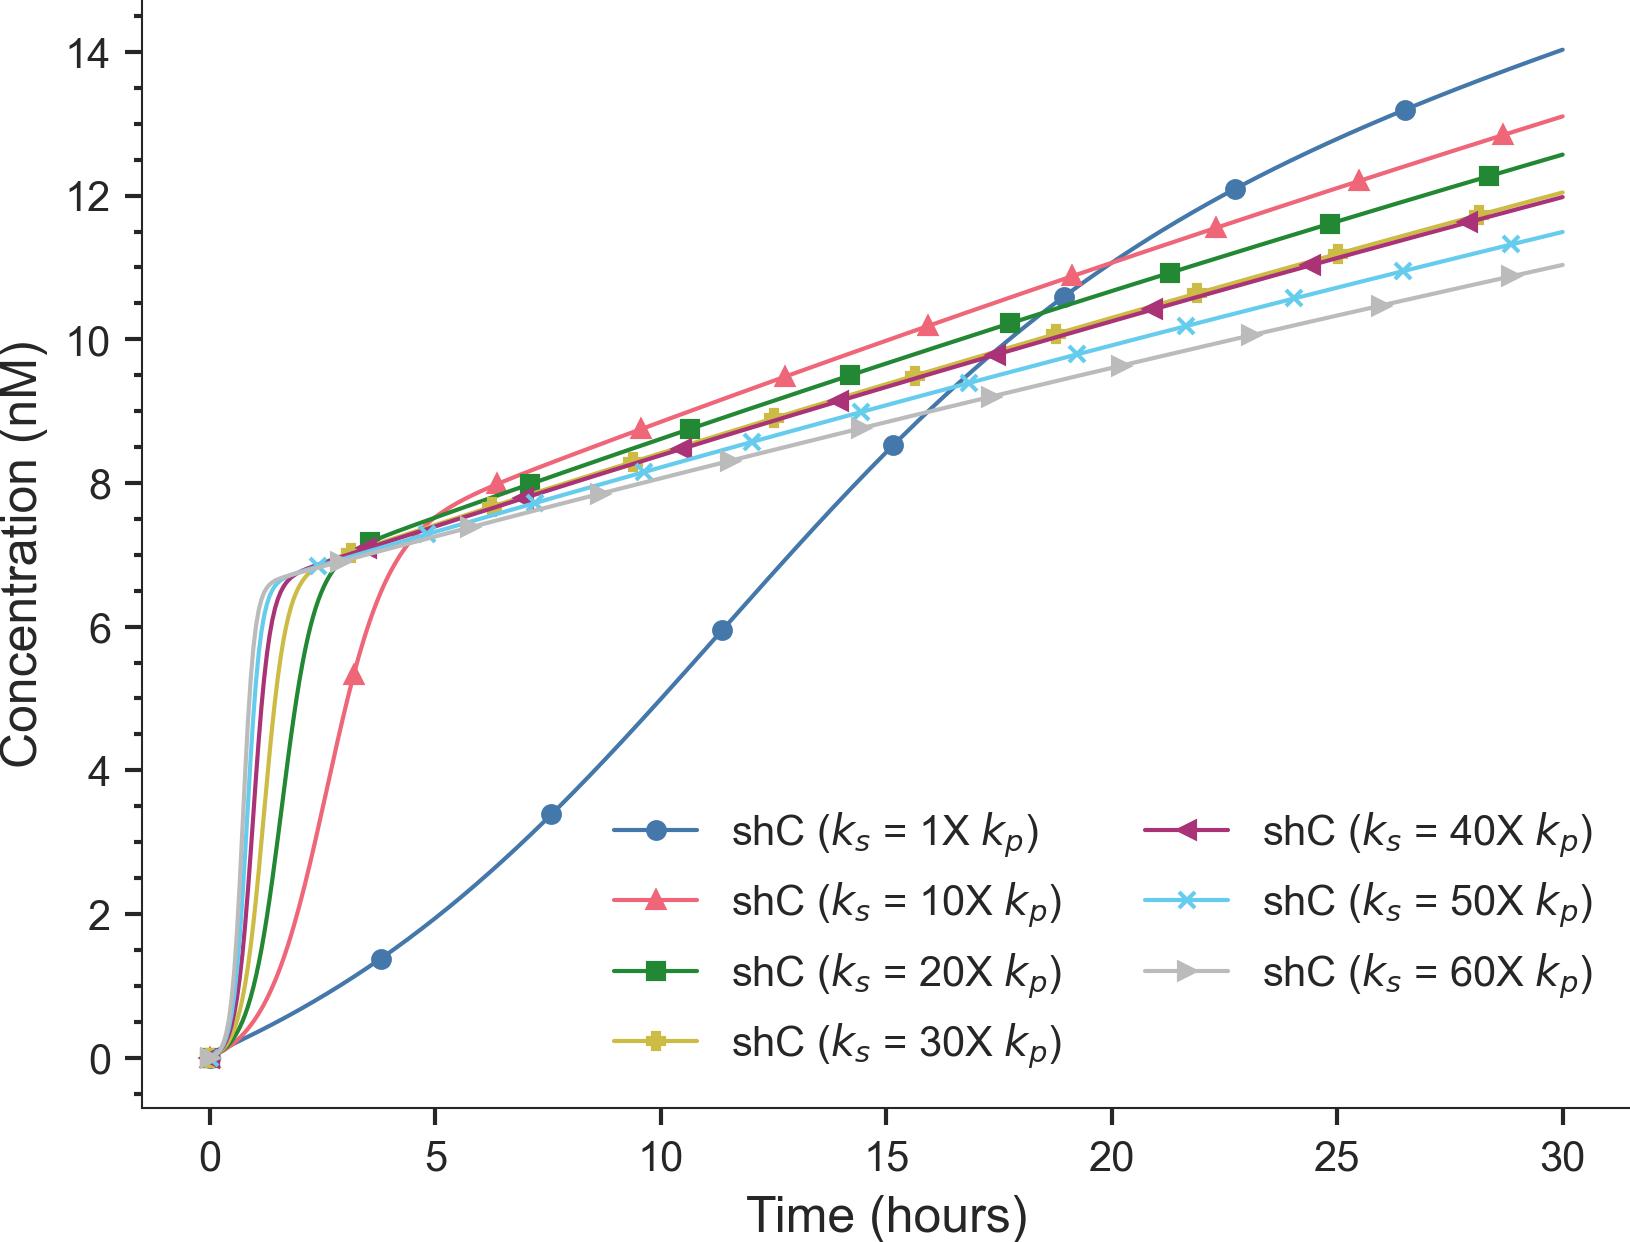 Concentration (nM)
14
12
10
8
6
4
2
0
shC (kₛ = 1X kₚ)
shC (kₛ = 10X kₚ)
shC (kₛ = 20X kₚ)
shC (kₛ = 30X kₚ)
shC (kₛ = 40X kₚ)
shC (kₛ = 50X kₚ)
shC (kₛ = 60X kₚ)
0 5 10 15 20 25 30
Time (hours)